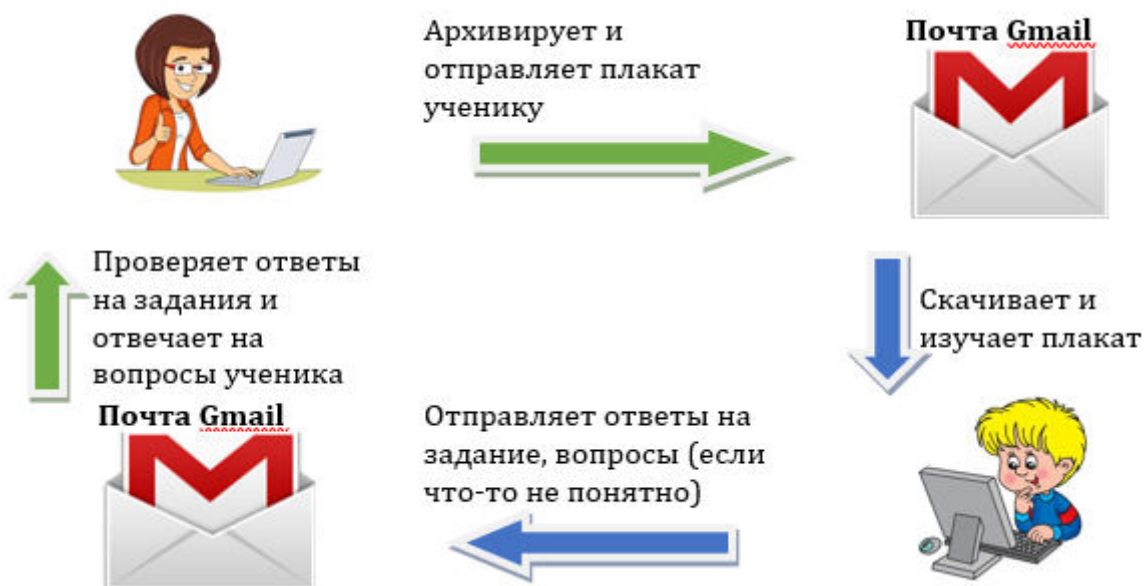 Архивирует и
отправляет плакат
ученику
Почта Gmail
Скачивает и
изучает плакат
Отправляет ответы на
задание, вопросы (если
что-то не понятно)
Почта Gmail
Проверяет ответы
на задания и
отвечает на
вопросы ученика